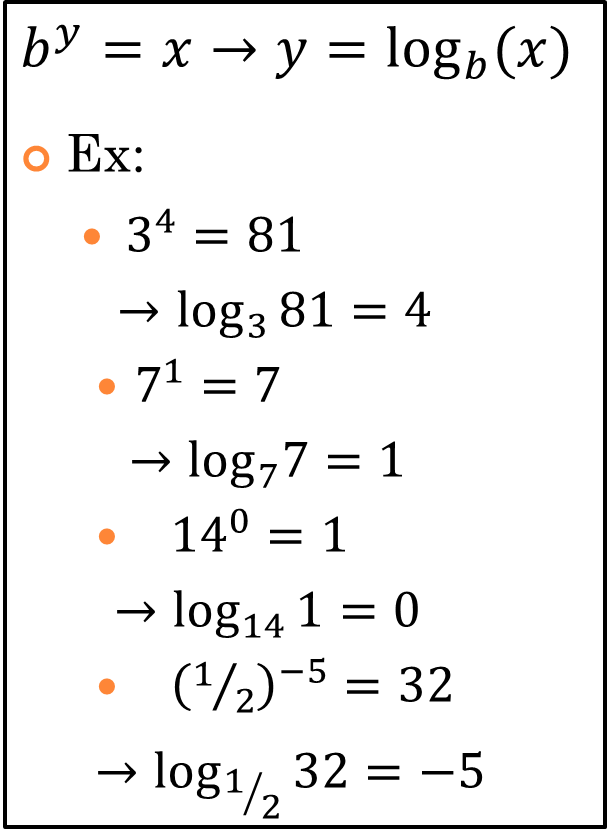 b^y = x → y = log_b(x)
Ex:
3^4 = 81
→ log_3 81 = 4
7^1 = 7
→ log_7 7 = 1
14^0 = 1
→ log_14 1 = 0
(1/2)^−5 = 32
→ log_1/2 32 = −5